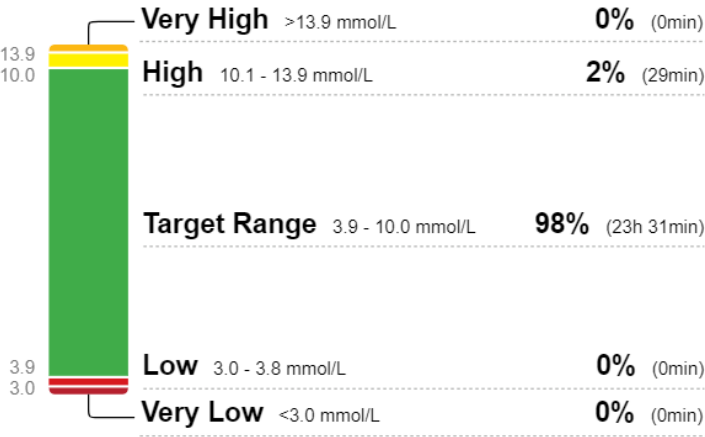 Very High >13.9 mmol/L 0% (0min)
13.9
10.0
High 10.1 - 13.9 mmol/L 2% (29min)
Target Range 3.9 - 10.0 mmol/L 98% (23h 31min)
3.9
Low 3.0 - 3.8 mmol/L 0% (0min)
3.0
Very Low <3.0 mmol/L 0% (0min)